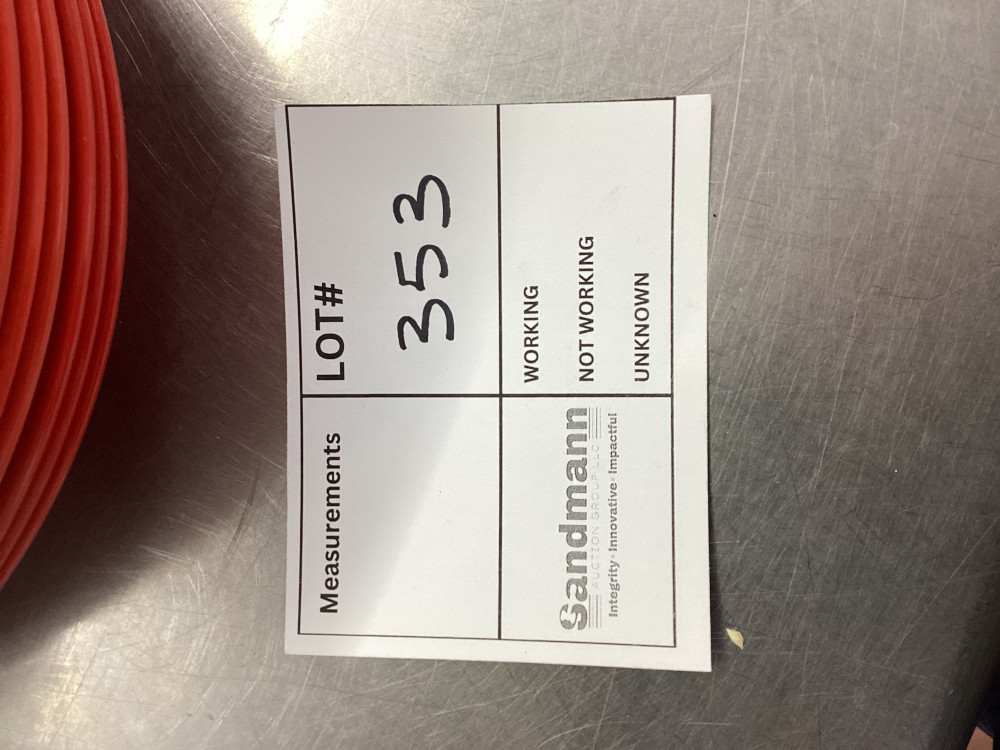 Measurements
LOT#
353
Sandmann
AUCTION GROUP LLC
Integrity · Innovative · Impactful
WORKING
NOT WORKING
UNKNOWN